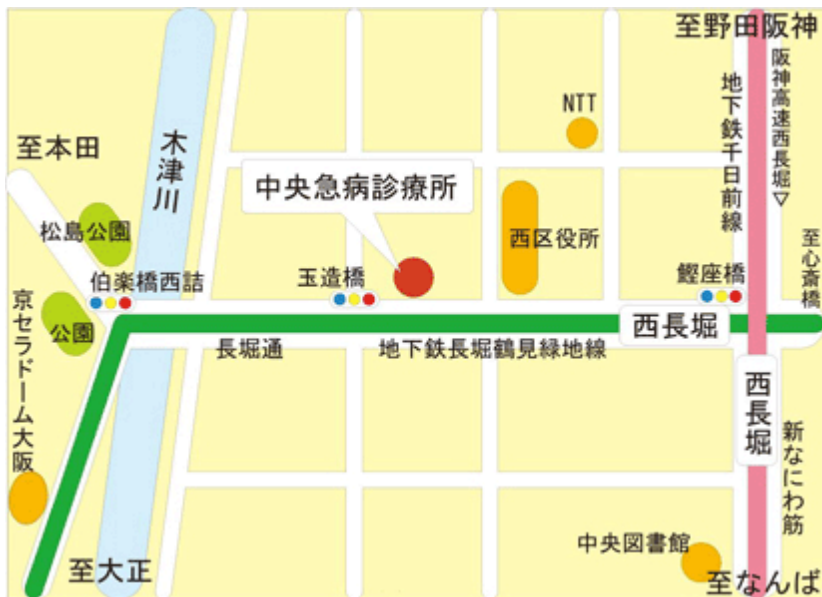 至野田阪神
阪神高速西長堀▽
地下鉄千日前線
NTT
至本田
木津川
中央急病診療所
松島公園
西区役所
至心斎橋
伯楽橋西詰
玉造橋
鰹座橋
京セラドーム大阪
公園
西長堀
長堀通
地下鉄長堀鶴見緑地線
西長堀
新なにわ筋
中央図書館
至大正
至なんば